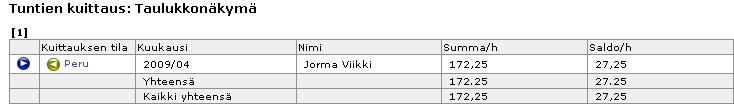 Tuntien kuittaus: Taulukkonäkymä
[1]
Kuittauksen tila Kuukausi Nimi Summa/h Saldo/h
Peru 2009/04 Jorma Viikki 172,25 27,25
Yhteensä 172.25 27.25
Kaikki yhteensä 172,25 27,25